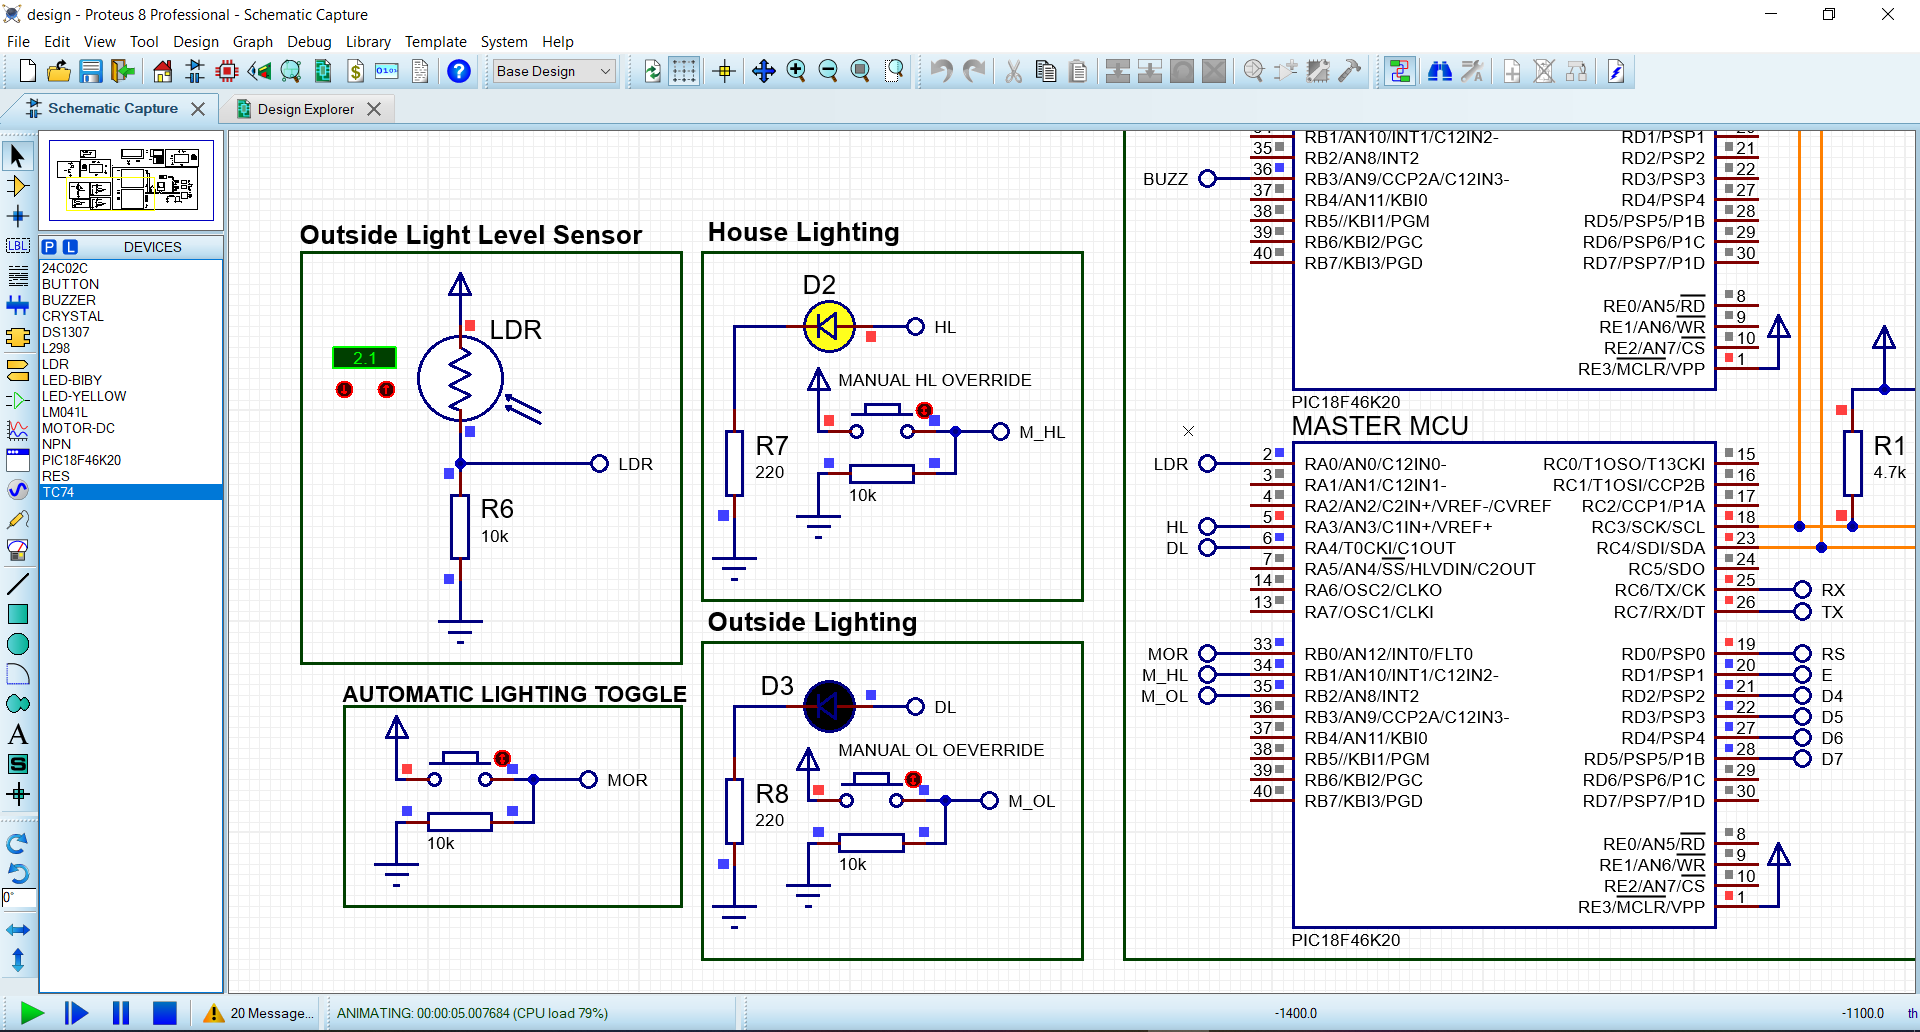 design - Proteus 8 Professional - Schematic Capture
File Edit View Tool Design Graph Debug Library Template System Help
Base Design
Schematic Capture
Design Explorer
P L DEVICES
24C02C
BUTTON
BUZZER
CRYSTAL
DS1307
L298
LDR
LED-BIBY
LED-YELLOW
LM041L
MOTOR-DC
NPN
PIC18F46K20
RES
TC74
LBL
A
S
0°
Outside Light Level Sensor
LDR
2.1
LDR
R6
10k
AUTOMATIC LIGHTING TOGGLE
MOR
10k
House Lighting
D2
HL
MANUAL HL OVERRIDE
M_HL
R7
220
10k
Outside Lighting
D3
DL
MANUAL OL OEVERRIDE
M_OL
R8
220
10k
BUZZ
RB1/AN10/INT1/C12IN- RD1/PSP1
35 RB2/AN8/INT2 RD2/PSP2 21
36 RB3/AN9/CCP2A/C12IN3- RD3/PSP3 22
37 RB4/AN11/KBI0 RD4/PSP4 27
38 RB5//KBI1/PGM RD5/PSP5/P1B 28
39 RB6/KBI2/PGC RD6/PSP6/P1C 29
40 RB7/KBI3/PGD RD7/PSP7/P1D 30
RE0/AN5/RD 8
RE1/AN6/WR 9
RE2/AN7/CS 10
RE3/MCLR/VPP 1
PIC18F46K20
MASTER MCU
LDR 2 RA0/AN0/C12IN0- RC0/T1OSO/T13CKI 15
3 RA1/AN1/C12IN1- RC1/T1OSI/CCP2B 16
4 RA2/AN2/C2IN+/VREF-/CVREF RC2/CCP1/P1A 17
HL 5 RA3/AN3/C1IN+/VREF+ RC3/SCK/SCL 18
DL 6 RA4/T0CKI/C1OUT RC4/SDI/SDA 23
7 RA5/AN4/SS/HLVDIN/C2OUT RC5/SDO 24
14 RA6/OSC2/CLKO RC6/TX/CK 25 RX
13 RA7/OSC1/CLKI RC7/RX/DT 26 TX
MOR 33 RB0/AN12/INT0/FLT0 RD0/PSP0 19 RS
M_HL 34 RB1/AN10/INT1/C12IN2- RD1/PSP1 20 E
M_OL 35 RB2/AN8/INT2 RD2/PSP2 21 D4
36 RB3/AN9/CCP2A/C12IN3- RD3/PSP3 22 D5
37 RB4/AN11/KBI0 RD4/PSP4 27 D6
38 RB5//KBI1/PGM RD5/PSP5/P1B 28 D7
39 RB6/KBI2/PGC RD6/PSP6/P1C 29
40 RB7/KBI3/PGD RD7/PSP7/P1D 30
RE0/AN5/RD 8
RE1/AN6/WR 9
RE2/AN7/CS 10
RE3/MCLR/VPP 1
PIC18F46K20
R1
4.7k
20 Message...
ANIMATING: 00:00:05.007684 (CPU load 79%)
-1400.0
-1100.0
th